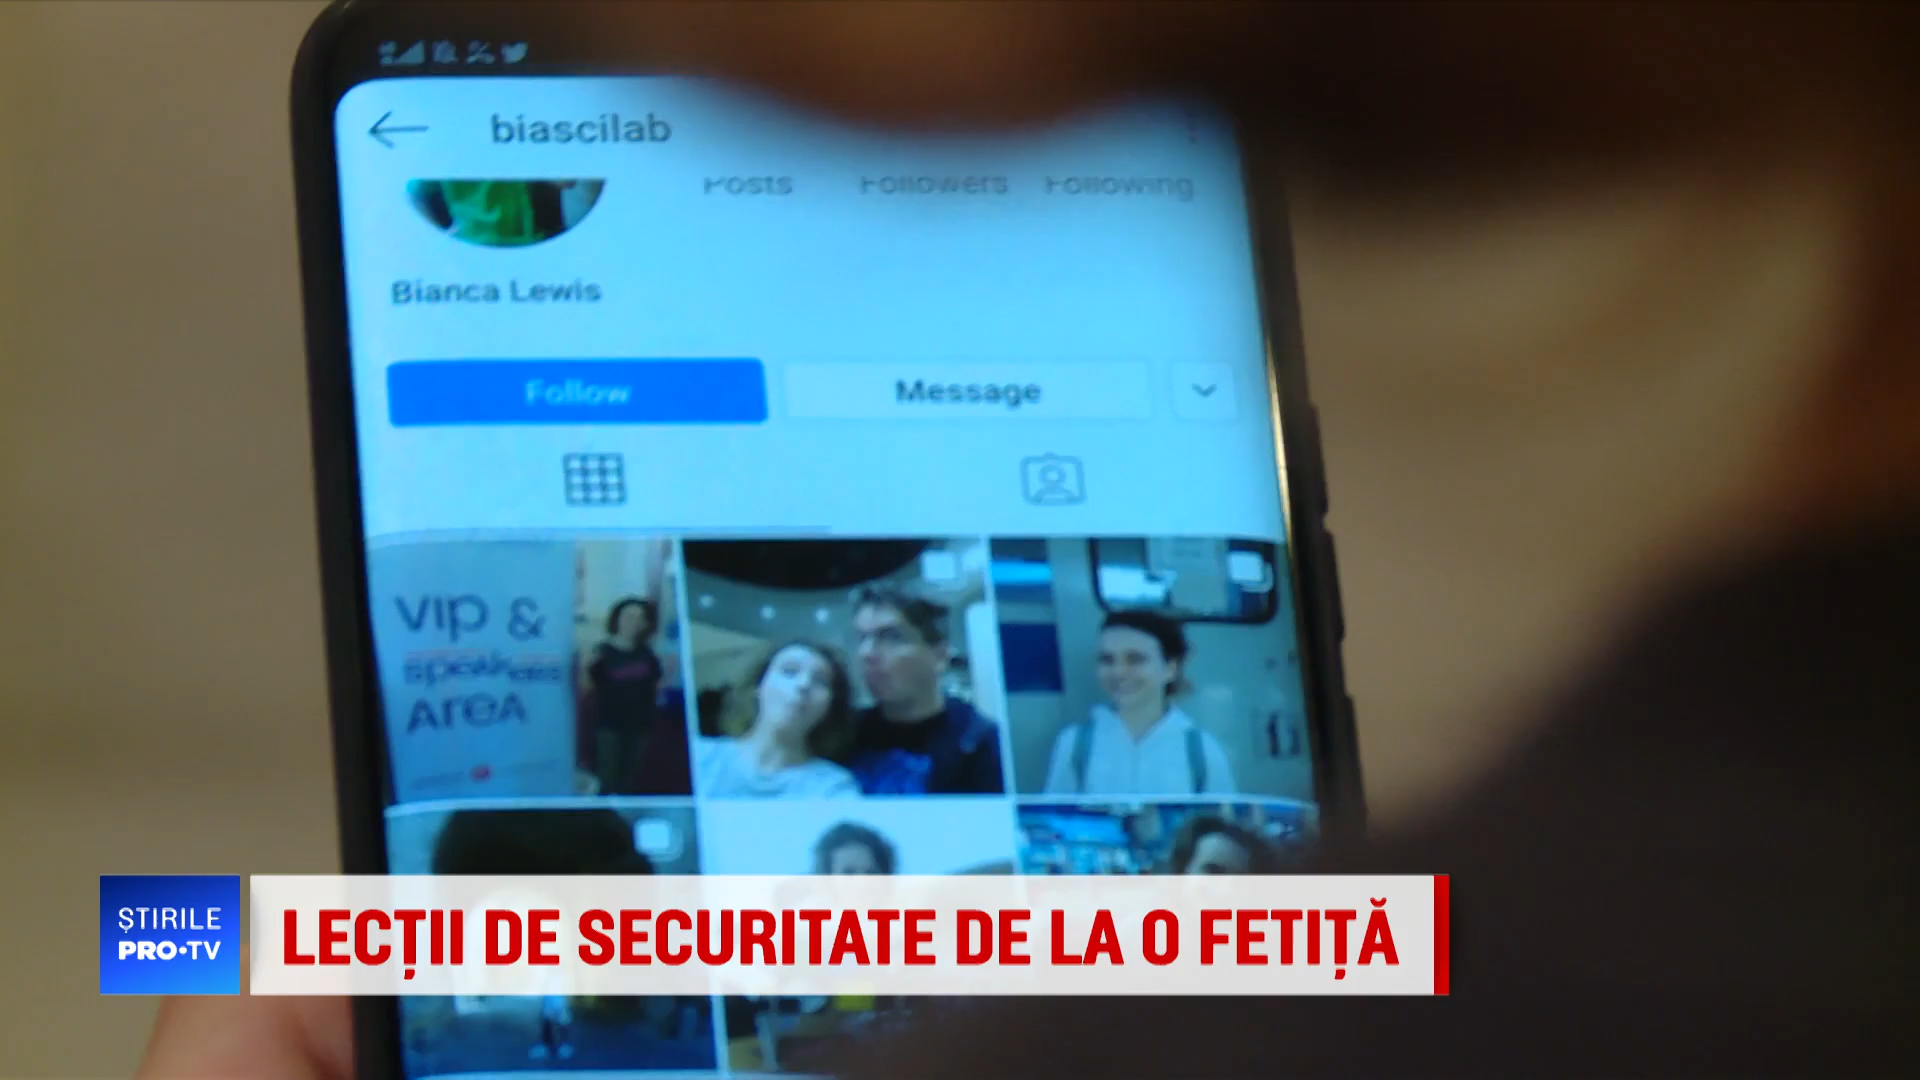 biascilab
Posts Followers Following
Bianca Lewis
Follow Message
VIP &
speakers
Area
ȘTIRILE
PRO•TV
LECȚII DE SECURITATE DE LA O FETIȚĂ